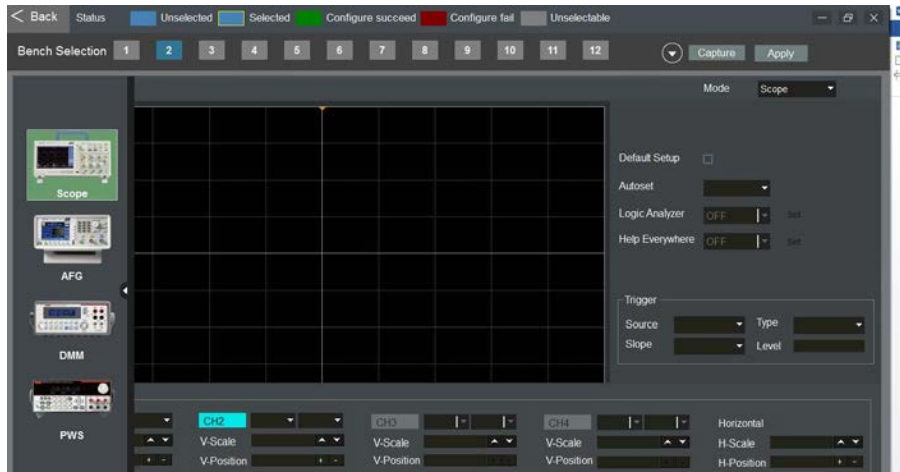 < Back Status Unselected Selected Configure succeed Configure fail Unselectable
Bench Selection 1 2 3 4 5 6 7 8 9 10 11 12 Capture Apply
Mode Scope
Default Setup
Scope
Autoset
Logic Analyzer OFF Set
Help Everywhere OFF Set
AFG
Trigger
Source Type
Slope Level
DMM
CH2 CH3 CH4 Horizontal
PWS
V-Scale V-Scale V-Scale H-Scale
V-Position V-Position V-Position H-Position